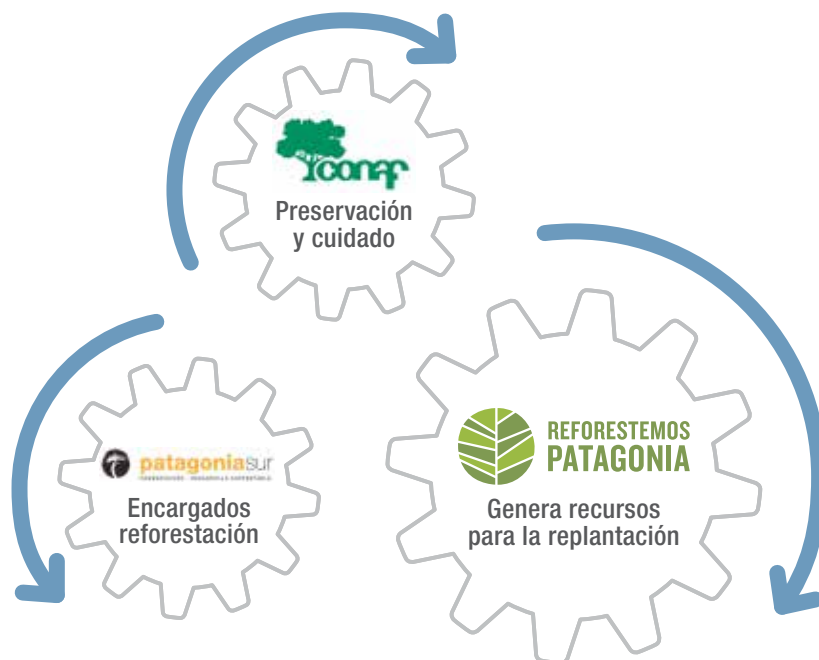 conaf
Preservación
y cuidado
patagoniasur
Encargados
reforestación
REFORESTEMOS
PATAGONIA
Genera recursos
para la replantación